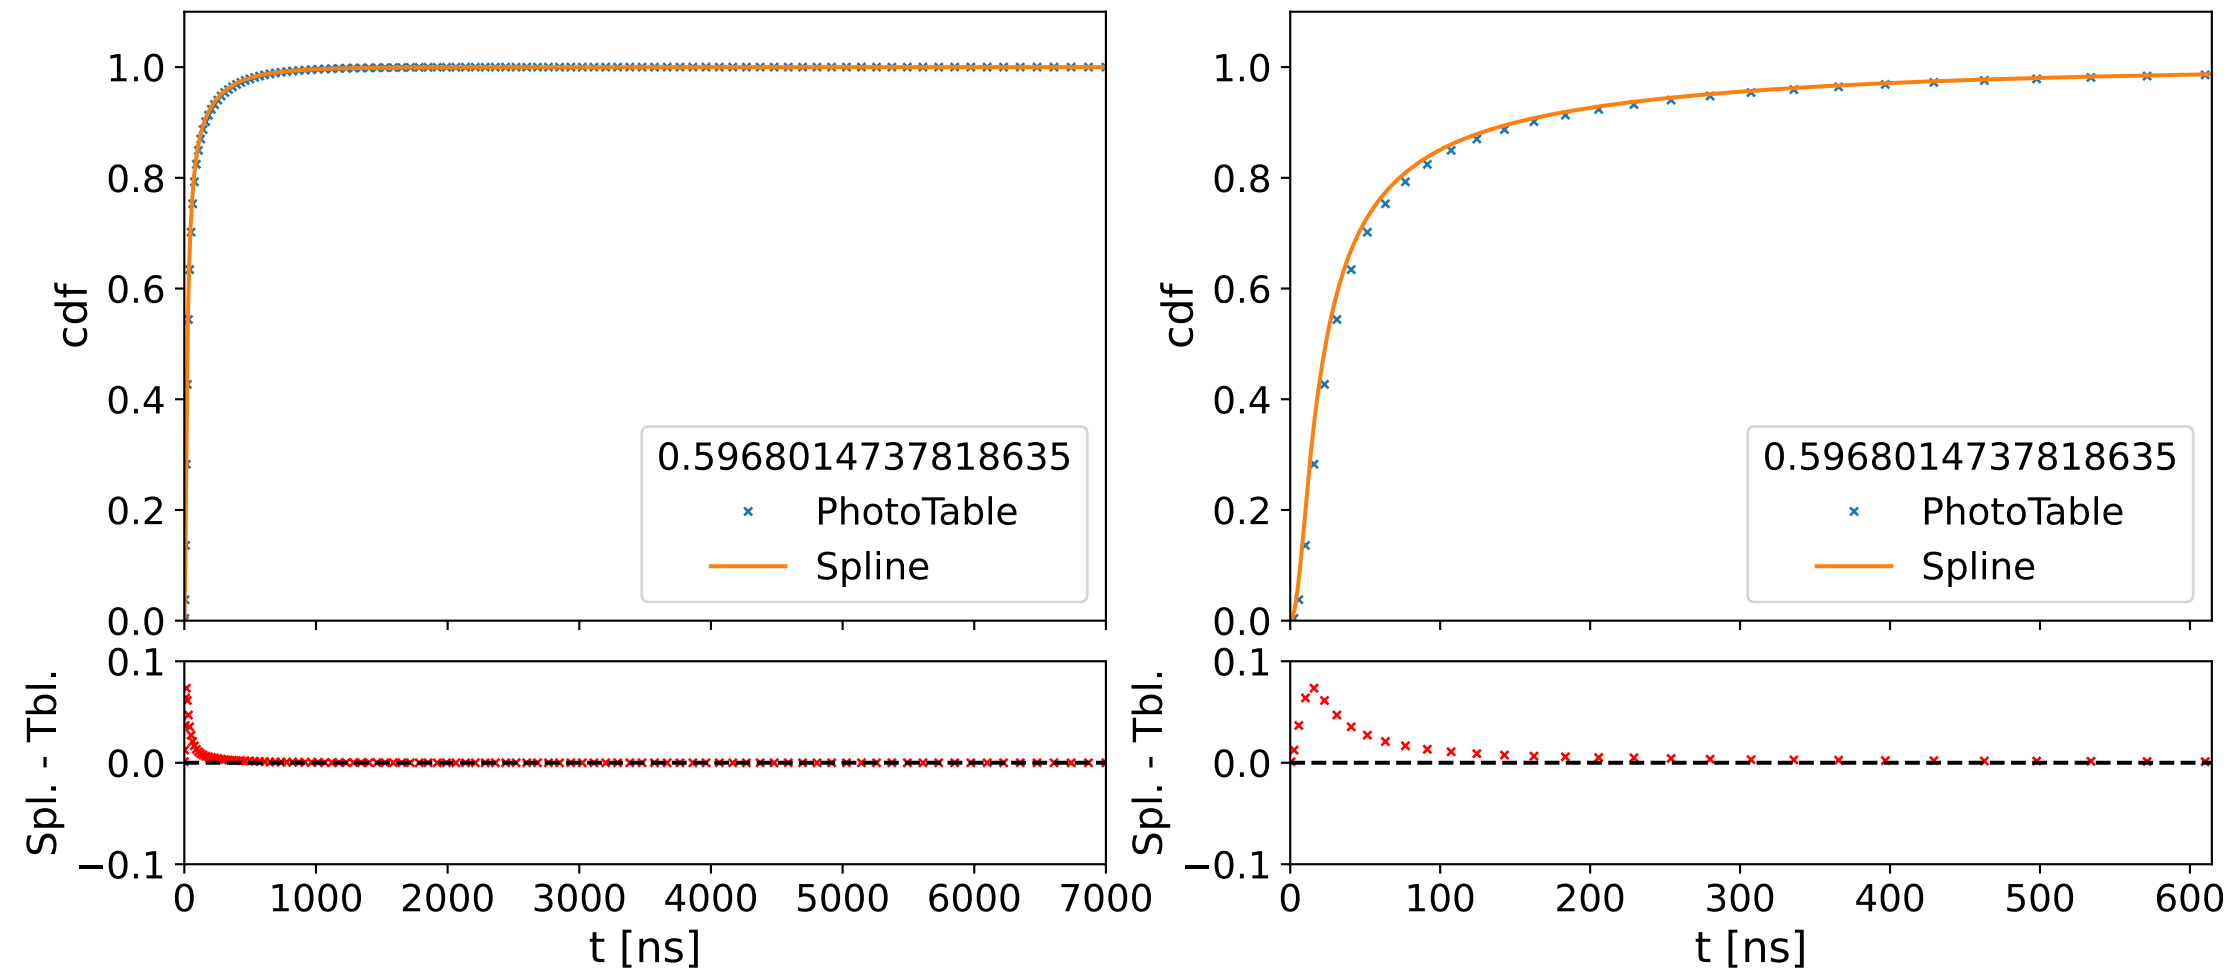 1.0
0.8
0.6
0.4
0.2
0.0
cdf
0.5968014737818635
PhotoTable
Spline
0.1
0.0
−0.1
Spl. - Tbl.
0 1000 2000 3000 4000 5000 6000 7000
t [ns]
1.0
0.8
0.6
0.4
0.2
0.0
cdf
0.5968014737818635
PhotoTable
Spline
0.1
0.0
−0.1
Spl. - Tbl.
0 100 200 300 400 500 600
t [ns]